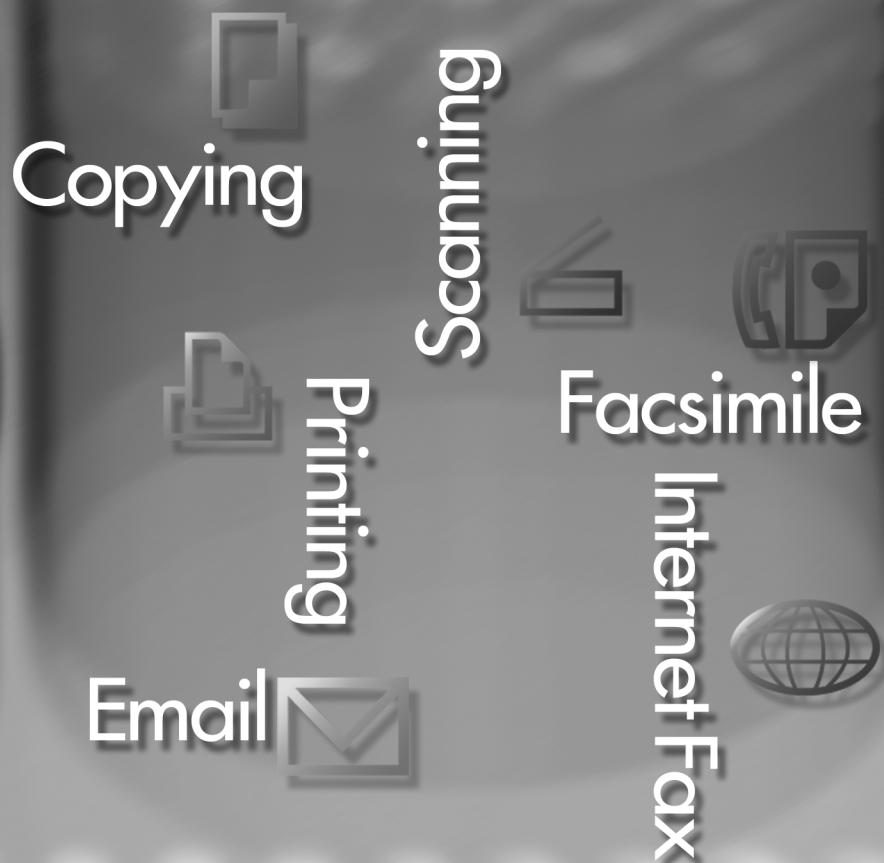 Copying
Scanning
Printing
Facsimile
Internet Fax
Email